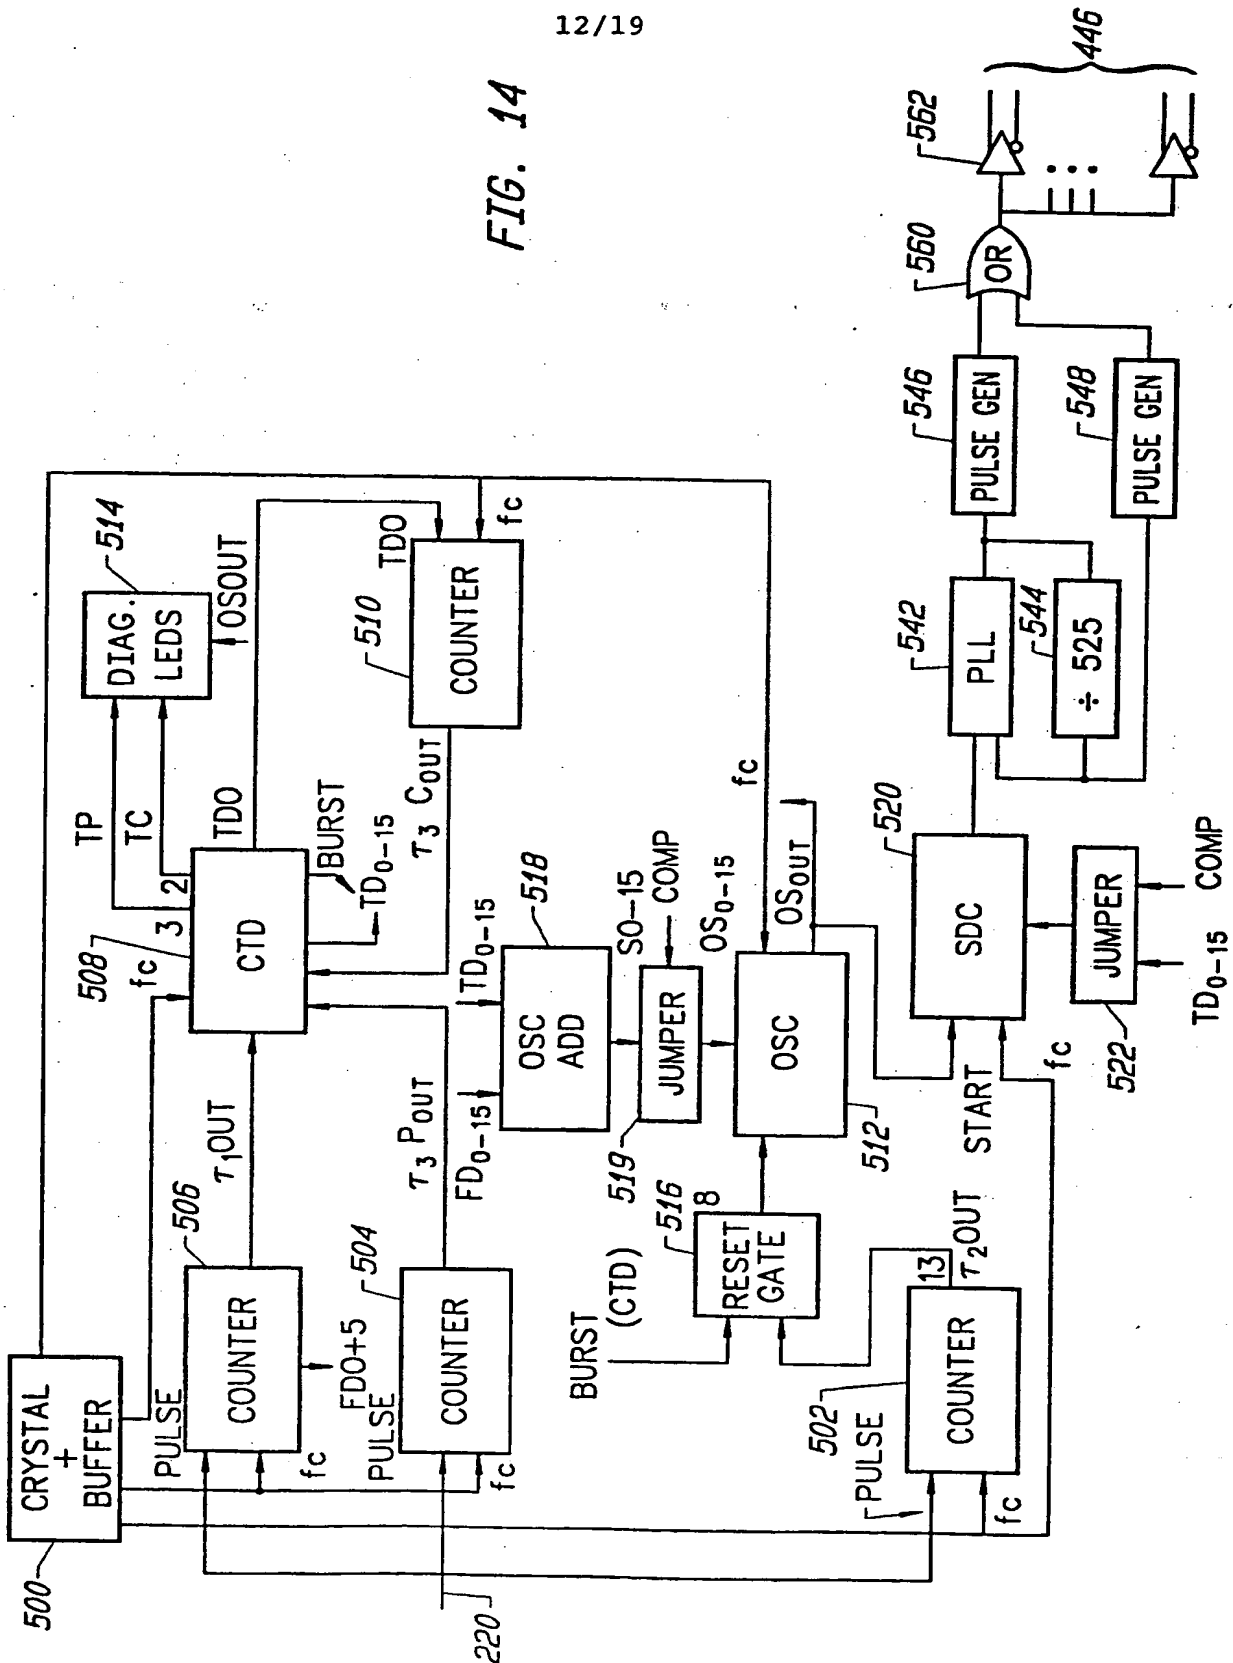 12/19
FIG. 14
500
CRYSTAL
+
BUFFER
PULSE
COUNTER
506
fc
FD0+5
τ1OUT
PULSE
COUNTER
504
fc
220
τ3 POUT
fc
508
CTD
3
2
TP
TC
TDO
BURST
TD0-15
DIAG.
LEDS
514
OSOUT
TDO
fc
510
COUNTER
τ3 COUT
FD0-15
TD0-15
OSC
ADD
518
SO-15
JUMPER
COMP
519
OS0-15
OSC
512
fc
OSOUT
BURST
(CTD)
516
8
RESET
GATE
13
τ2OUT
502
PULSE
COUNTER
fc
START
fc
SDC
520
JUMPER
522
TD0-15
COMP
PLL
542
544
÷ 525
PULSE GEN
546
PULSE GEN
548
OR
560
562
446